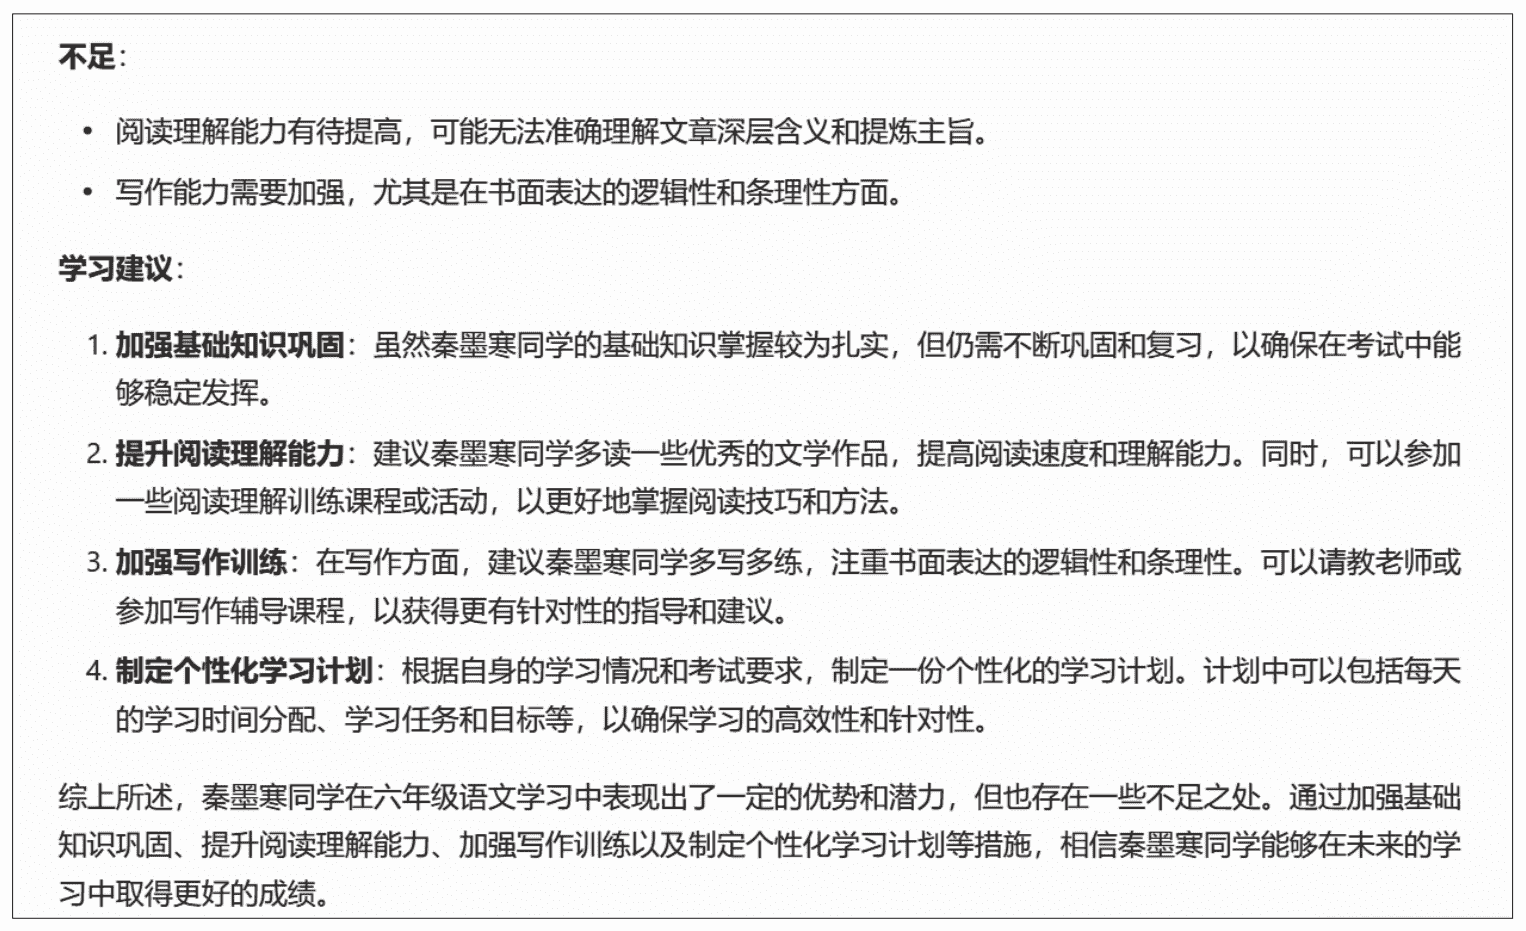 不足：
• 阅读理解能力有待提高，可能无法准确理解文章深层含义和提炼主旨。
• 写作能力需要加强，尤其是在书面表达的逻辑性和条理性方面。
学习建议：
1. 加强基础知识巩固：虽然秦墨寒同学的基础知识掌握较为扎实，但仍需不断巩固和复习，以确保在考试中能
够稳定发挥。
2. 提升阅读理解能力：建议秦墨寒同学多读一些优秀的文学作品，提高阅读速度和理解能力。同时，可以参加
一些阅读理解训练课程或活动，以更好地掌握阅读技巧和方法。
3. 加强写作训练：在写作方面，建议秦墨寒同学多写多练，注重书面表达的逻辑性和条理性。可以请教老师或
参加写作辅导课程，以获得更有针对性的指导和建议。
4. 制定个性化学习计划：根据自身的学习情况和考试要求，制定一份个性化的学习计划。计划中可以包括每天
的学习时间分配、学习任务和目标等，以确保学习的高效性和针对性。
综上所述，秦墨寒同学在六年级语文学习中表现出了一定的优势和潜力，但也存在一些不足之处。通过加强基础
知识巩固、提升阅读理解能力、加强写作训练以及制定个性化学习计划等措施，相信秦墨寒同学能够在未来的学
习中取得更好的成绩。